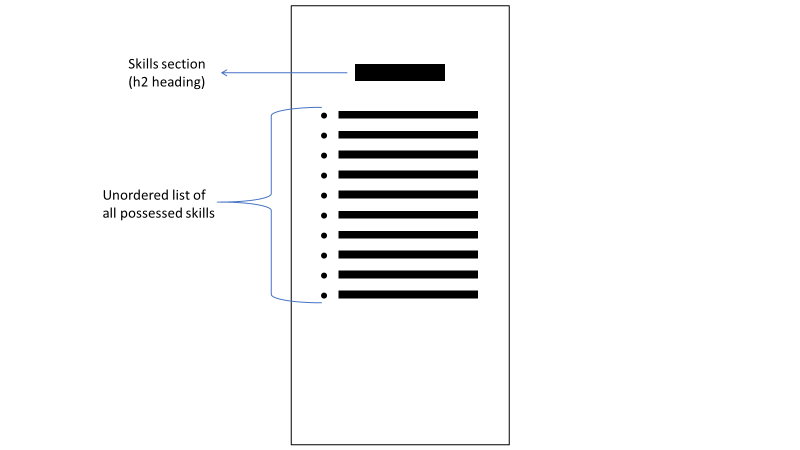 Skills section
(h2 heading)
Unordered list of
all possessed skills